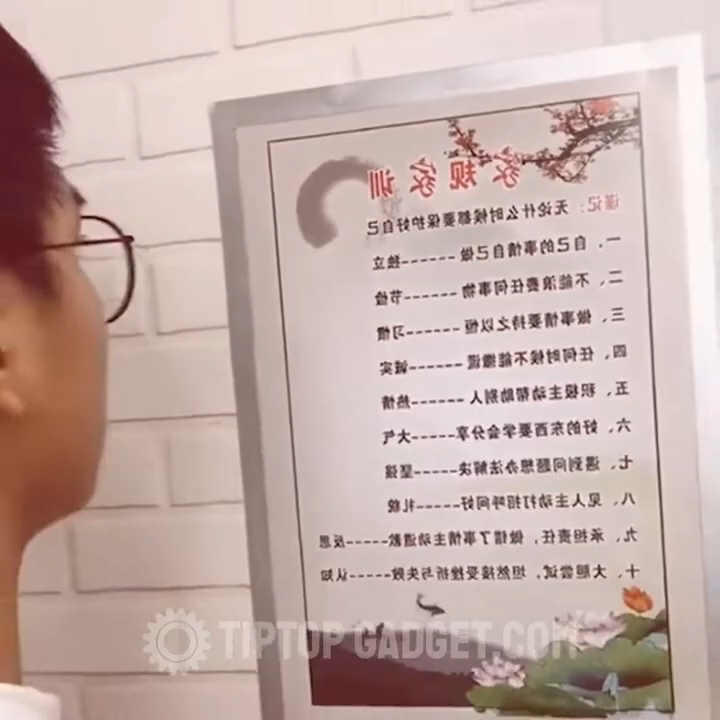 家规家训
谨记：无论什么时候都要保护好自己
一、自己的事情自己做------独立
二、不能浪费任何事物------节俭
三、做事情要持之以恒------习惯
四、任何时候不能撒谎------诚实
五、积极主动帮助别人------热情
六、好的东西要学会分享------大气
七、遇到问题想办法解决-----坚强
八、见人主动打招呼问好-----礼貌
九、承担责任，做错了事情主动道歉-----反思
十、大胆尝试，坦然接受挫折与失败-----认知
TIPTOP GADGET.COM